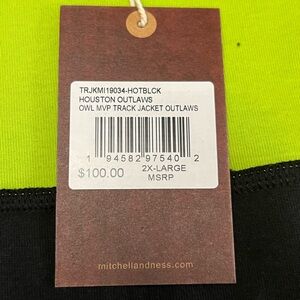 TRJKMI19034-HOTBLCK
HOUSTON OUTLAWS
OWL MVP TRACK JACKET OUTLAWS
1 94582 97540 2
$100.00
2X-LARGE
MSRP
mitchellandness.com